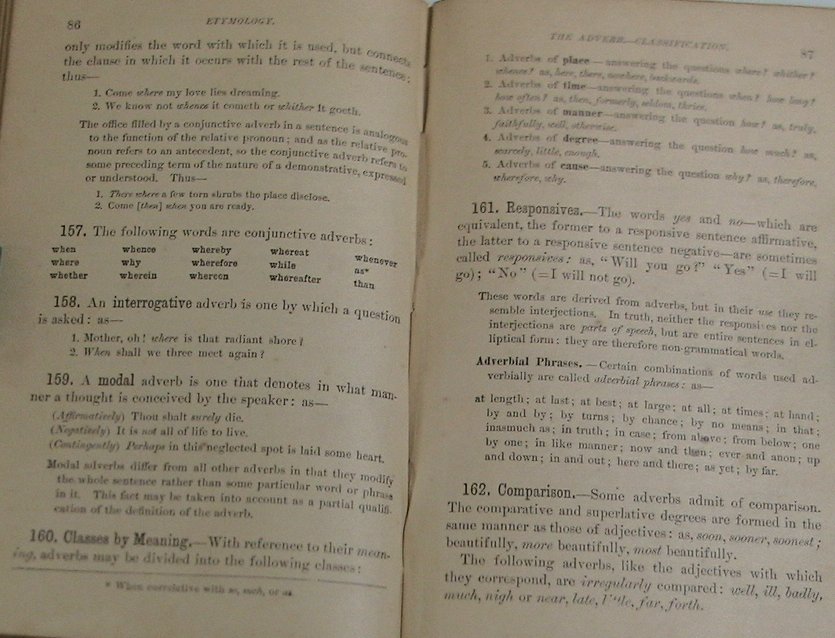 86
ETYMOLOGY.
only modifies the word with which it is used, but connects
the clause in which it occurs with the rest of the sentence;
thus—
1. Come where my love lies dreaming.
2. We know not whence it cometh or whither it goeth.
The office filled by a conjunctive adverb in a sentence is analogous
to the function of the relative pronoun; and as the relative pro-
noun refers to an antecedent, so the conjunctive adverb refers to
some preceding term of the nature of a demonstrative, expressed
or understood. Thus—
1. There where a few torn shrubs the place disclose.
2. Come [then] when you are ready.
157. The following words are conjunctive adverbs:
when whence whereby whereat whenever
where why wherefore while as*
whether wherein whereon whereafter than
158. An interrogative adverb is one by which a question
is asked: as—
1. Mother, oh! where is that radiant shore?
2. When shall we three meet again?
159. A modal adverb is one that denotes in what man-
ner a thought is conceived by the speaker: as—
(Affirmatively) Thou shalt surely die.
(Negatively) It is not all of life to live.
(Contingently) Perhaps in this neglected spot is laid some heart.
Modal adverbs differ from all other adverbs in that they modify
the whole sentence rather than some particular word or phrase
in it. This fact may be taken into account as a partial qualifi-
cation of the definition of the adverb.
160. Classes by Meaning.—With reference to their mean-
ing, adverbs may be divided into the following classes:
* When correlative with so, such, or as.
THE ADVERB.—CLASSIFICATION.
87
1. Adverbs of place—answering the questions where? whither?
whence? as, here, there, nowhere, backwards.
2. Adverbs of time—answering the questions when? how long?
how often? as, then, formerly, seldom, thrice.
3. Adverbs of manner—answering the question how? as, truly,
faithfully, well, otherwise.
4. Adverbs of degree—answering the question how much? as,
scarcely, little, enough.
5. Adverbs of cause—answering the question why? as, therefore,
wherefore, why.
161. Responsives.—The words yes and no—which are
equivalent, the former to a responsive sentence affirmative,
the latter to a responsive sentence negative—are sometimes
called responsives: as, "Will you go?" "Yes" (=I will
go); "No" (=I will not go).
These words are derived from adverbs, but in their use they re-
semble interjections. In truth, neither the responsives nor the
interjections are parts of speech, but are entire sentences in el-
liptical form: they are therefore non-grammatical words.
Adverbial Phrases.—Certain combinations of words used ad-
verbially are called adverbial phrases: as—
at length; at last; at best; at large; at all; at times; at hand;
by and by; by turns; by chance; by no means; in that;
inasmuch as; in truth; in case; from above; from below; one
by one; in like manner; now and then; ever and anon; up
and down; in and out; here and there; as yet; by far.
162. Comparison.—Some adverbs admit of comparison.
The comparative and superlative degrees are formed in the
same manner as those of adjectives: as, soon, sooner, soonest;
beautifully, more beautifully, most beautifully.
The following adverbs, like the adjectives with which
they correspond, are irregularly compared: well, ill, badly,
much, nigh or near, late, little, far, forth.